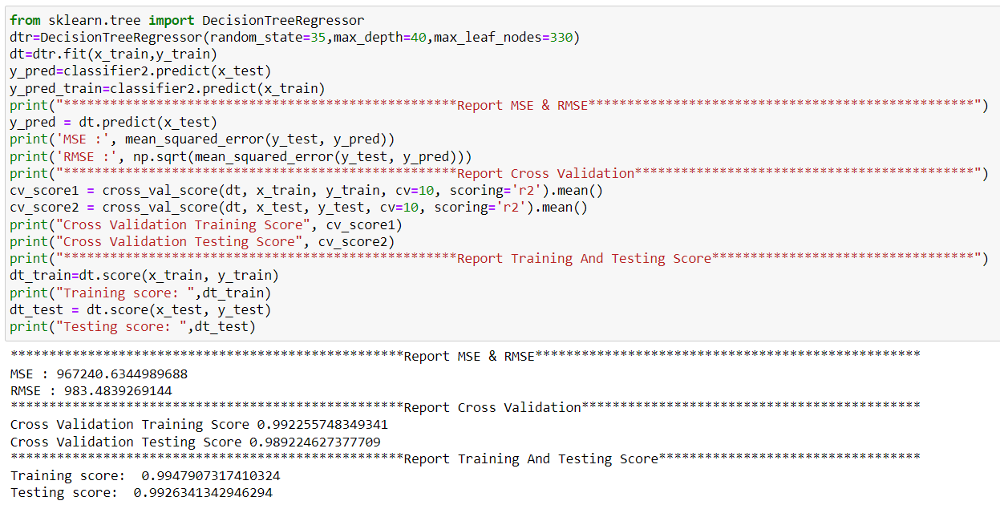 from sklearn.tree import DecisionTreeRegressor
dtr=DecisionTreeRegressor(random_state=35,max_depth=40,max_leaf_nodes=330)
dt=dtr.fit(x_train,y_train)
y_pred=classifier2.predict(x_test)
y_pred_train=classifier2.predict(x_train)
print("***************************************************Report MSE & RMSE**************************************************")
y_pred = dt.predict(x_test)
print('MSE :', mean_squared_error(y_test, y_pred))
print('RMSE :', np.sqrt(mean_squared_error(y_test, y_pred)))
print("***************************************************Report Cross Validation********************************************")
cv_score1 = cross_val_score(dt, x_train, y_train, cv=10, scoring='r2').mean()
cv_score2 = cross_val_score(dt, x_test, y_test, cv=10, scoring='r2').mean()
print("Cross Validation Training Score", cv_score1)
print("Cross Validation Testing Score", cv_score2)
print("***************************************************Report Training And Testing Score**********************************")
dt_train=dt.score(x_train, y_train)
print("Training score: ",dt_train)
dt_test = dt.score(x_test, y_test)
print("Testing score: ",dt_test)
***************************************************Report MSE & RMSE**************************************************
MSE : 967240.6344989688
RMSE : 983.4839269144
***************************************************Report Cross Validation********************************************
Cross Validation Training Score 0.992255748349341
Cross Validation Testing Score 0.989224627377709
***************************************************Report Training And Testing Score**********************************
Training score:  0.9947907317410324
Testing score:  0.9926341342946294